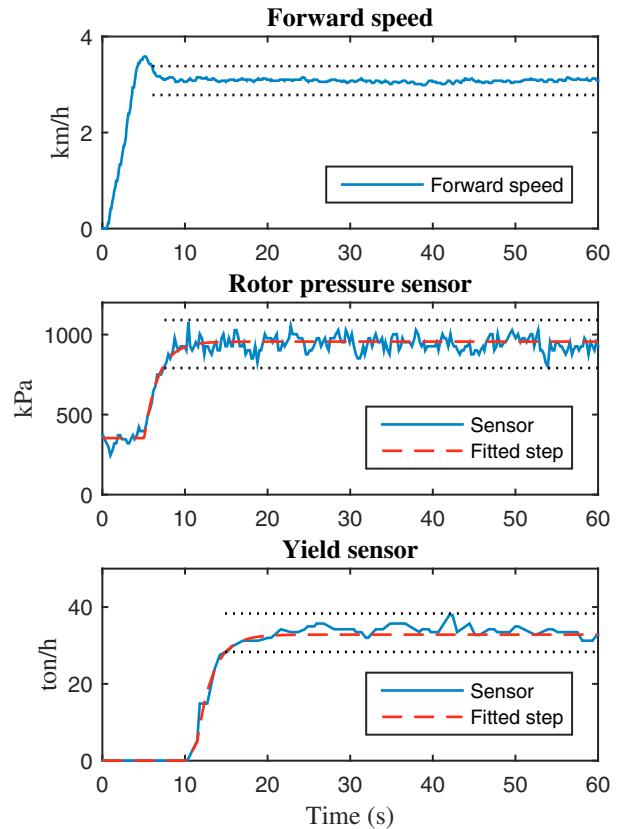 Forward speed
4
2
0
km/h
Forward speed
0 10 20 30 40 50 60
Rotor pressure sensor
1000
500
0
kPa
Sensor
Fitted step
0 10 20 30 40 50 60
Yield sensor
40
20
0
ton/h
Sensor
Fitted step
0 10 20 30 40 50 60
Time (s)